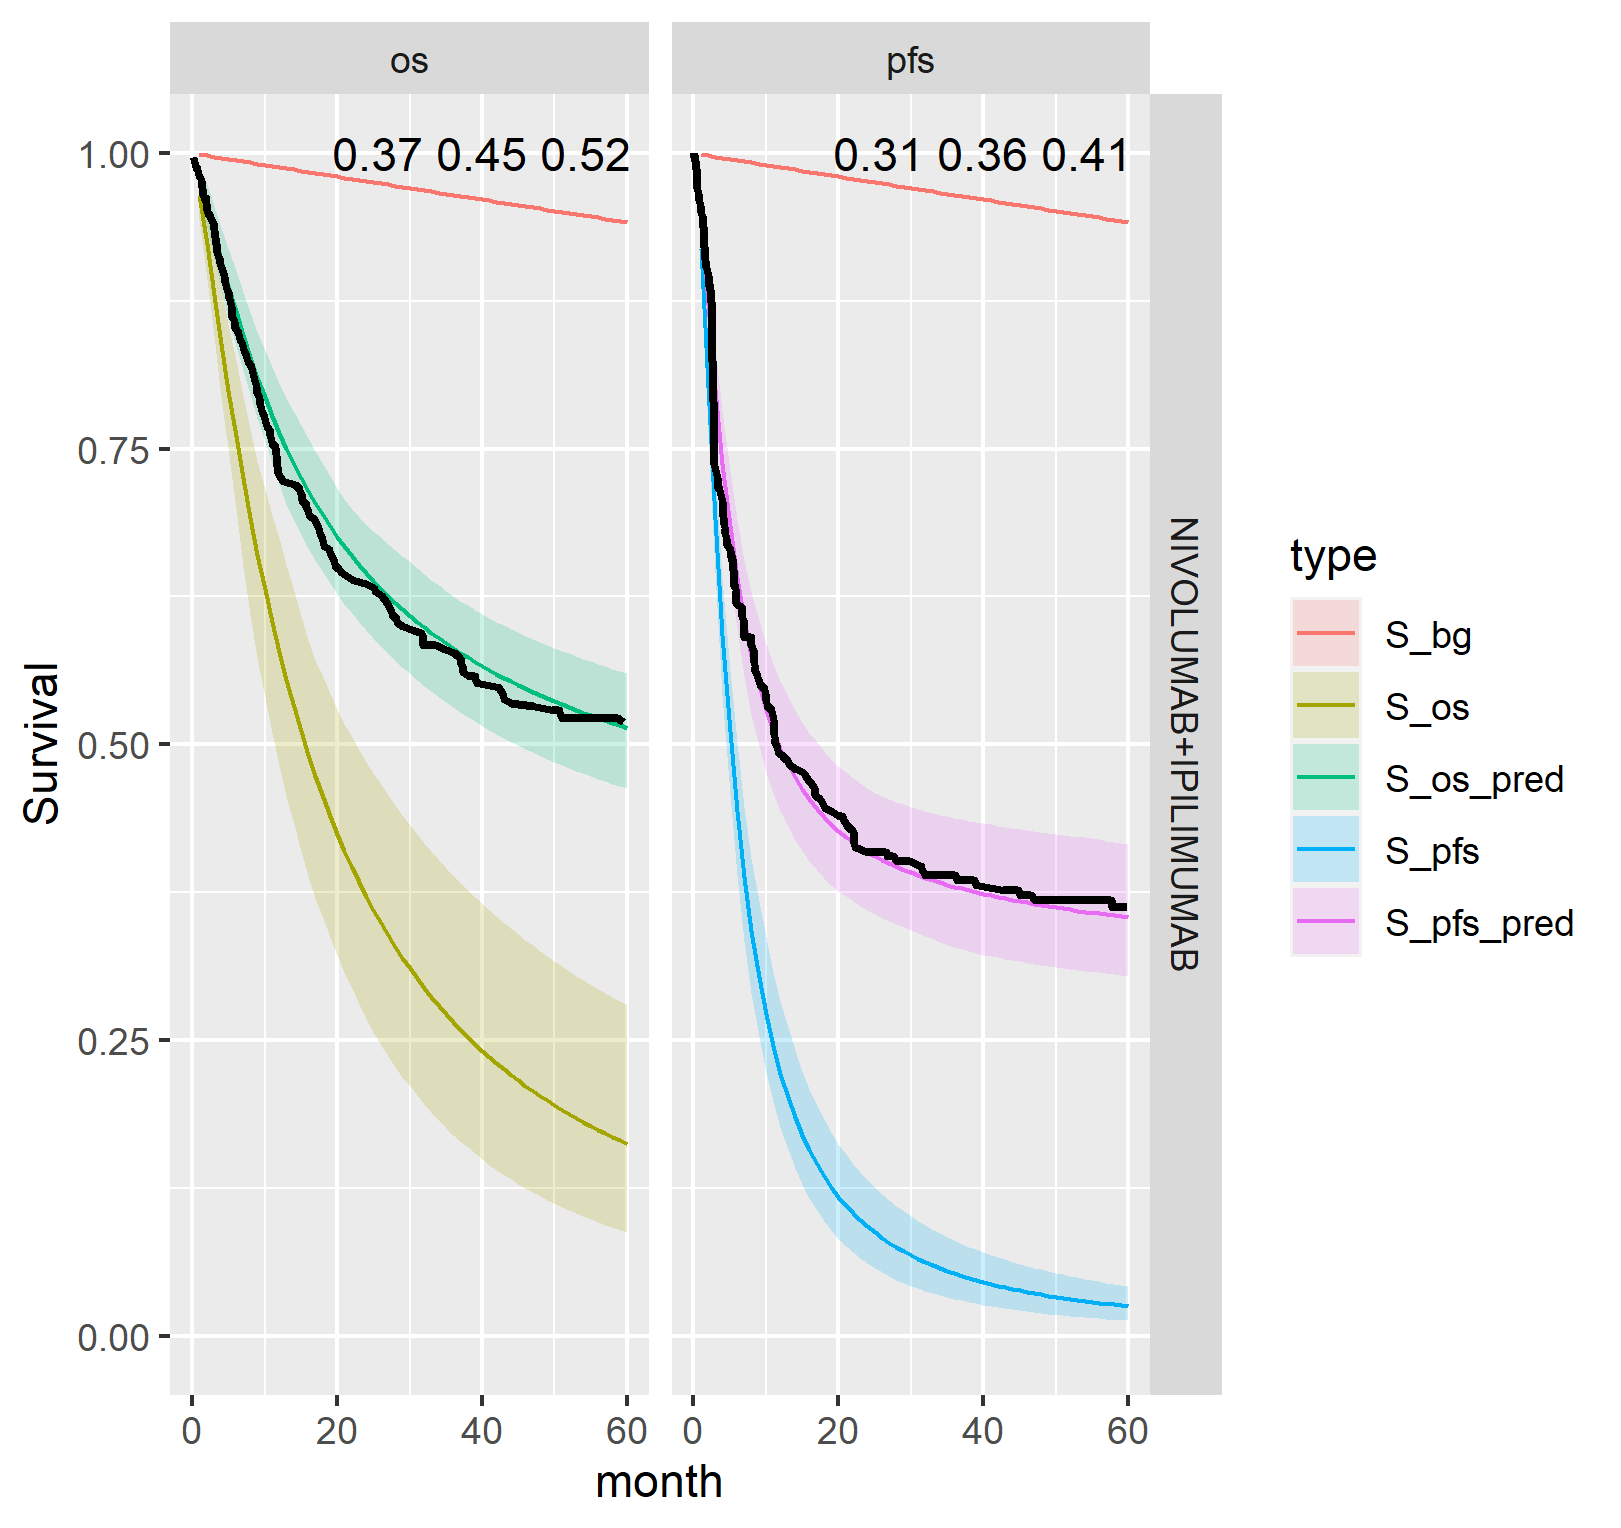 os
pfs
0.37 0.45 0.52
0.31 0.36 0.41
1.00
0.75
0.50
0.25
0.00
Survival
0 20 40 60
0 20 40 60
month
NIVOLUMAB+IPILIMUMAB
type
S_bg
S_os
S_os_pred
S_pfs
S_pfs_pred